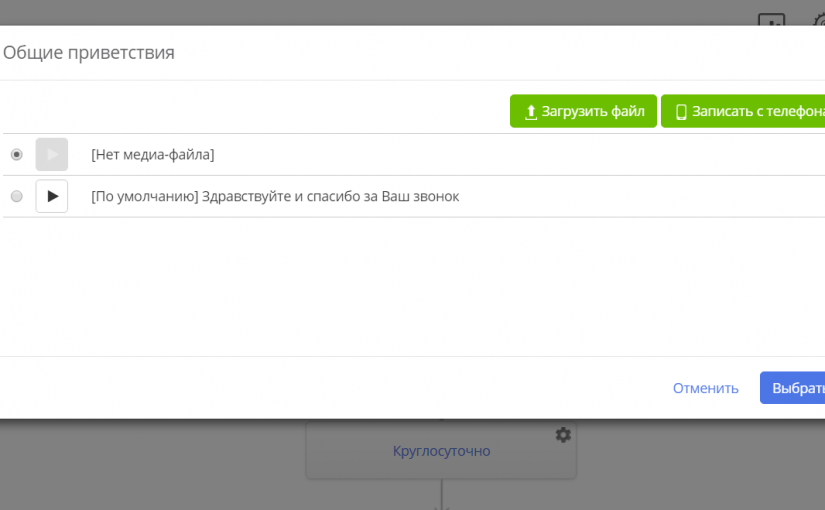 Общие приветствия
Загрузить файл
Записать с телефона
[Нет медиа-файла]
[По умолчанию] Здравствуйте и спасибо за Ваш звонок
Отменить
Выбрать
Круглосуточно